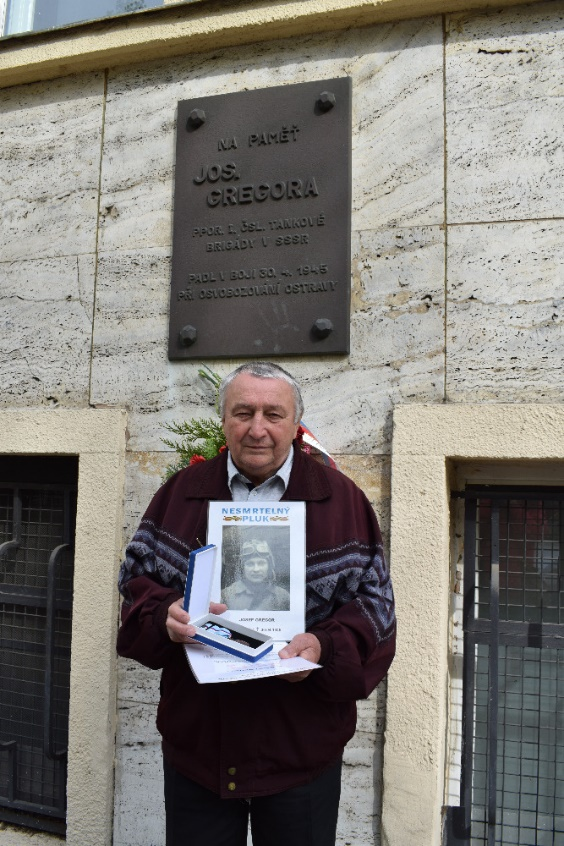 NA PAMĚŤ
JOS.
GREGORA
PPOR. I. ČSL. TANKOVÉ
BRIGÁDY V SSSR
PADL V BOJI 30. 4. 1945
PŘI OSVOBOZOVÁNÍ OSTRAVY
NESMRTELNÝ
PLUK
JOSEF GREGOR